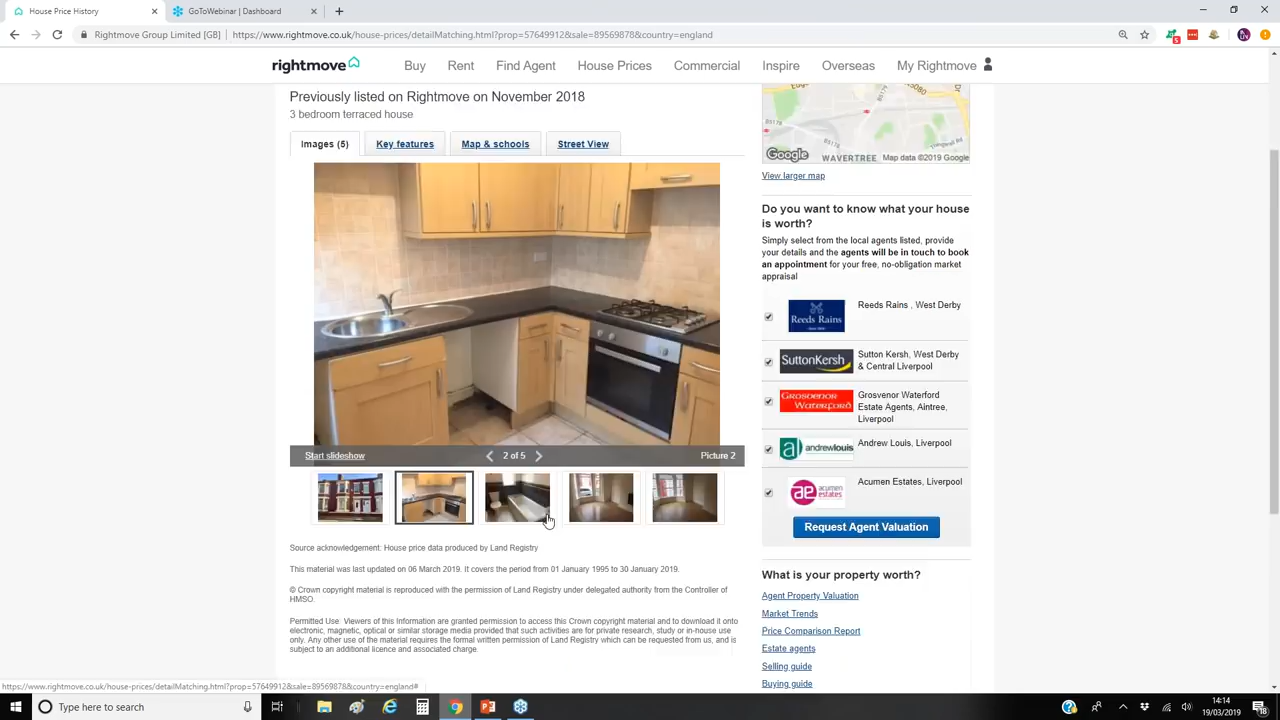 House Price History
GoToWebinar | Dashboard
Rightmove Group Limited [GB]
https://www.rightmove.co.uk/house-prices/detailMatching.html?prop=57649912&sale=89569878&country=england
rightmove
Buy
Rent
Find Agent
House Prices
Commercial
Inspire
Overseas
My Rightmove
Previously listed on Rightmove on November 2018
3 bedroom terraced house
Images (5)
Key features
Map & schools
Street View
Start slideshow
2 of 5
Picture 2
Source acknowledgement: House price data produced by Land Registry
This material was last updated on 06 March 2019. it covers the period from 01 January 1995 to 30 January 2019.
© Crown copyright material is reproduced with the permission of Land Registry under delegated authority from the Controller of
HMSO.
Permitted Use. Viewers of this Information are granted permission to access this Crown copyright material and to download it onto
electronic, magnetic, optical or similar storage media provided that such activities are for private research, study or in-house use
only. Any other use of the material requires the formal written permission of Land Registry which can be requested from us, and is
subject to an additional licence and associated charge.
B5178
B5179
WAVERTREE
Google
Map data ©2019 Google
View larger map
Do you want to know what your house
is worth?
Simply select from the local agents listed, provide
your details and the agents will be in touch to book
an appointment for your free, no-obligation market
appraisal
Reeds Rains
Reeds Rains , West Derby
SuttonKersh
Sutton Kersh, West Derby
& Central Liverpool
Grosvenor
Waterford
Grosvenor Waterford
Estate Agents, Aintree,
Liverpool
andrewlouis
Andrew Louis, Liverpool
ae
acumen
estates
Acumen Estates, Liverpool
Request Agent Valuation
What is your property worth?
Agent Property Valuation
Market Trends
Price Comparison Report
Estate agents
Selling guide
Buying guide
https://www.rightmove.co.uk/house-prices/detailMatching.html?prop=57649912&sale=89569878&country=england#
Type here to search
14:14
19/03/2019
18